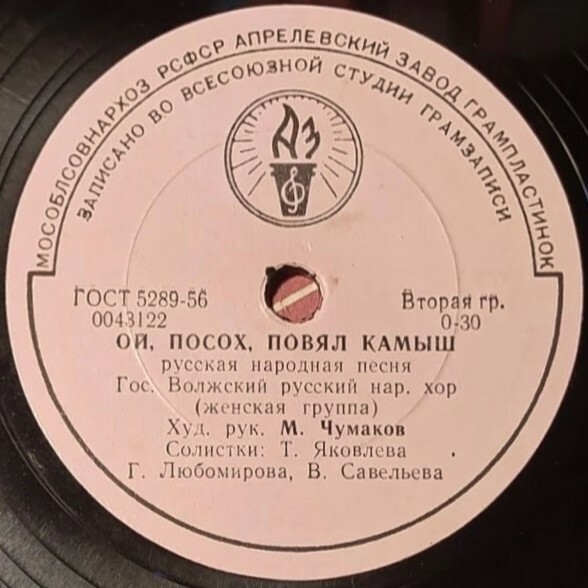 МОСОБЛСОВНАРХОЗ РСФСР АПРЕЛЕВСКИЙ ЗАВОД ГРАМПЛАСТИНОК
ЗАПИСАНО ВО ВСЕСОЮЗНОЙ СТУДИИ ГРАМЗАПИСИ
АЗ
ГОСТ 5289-56
0043122
Вторая гр.
0-30
ОЙ, ПОСОХ, ПОВЯЛ КАМЫШ
русская народная песня
Гос. Волжский русский нар. хор
(женская группа)
Худ. рук. М. Чумаков
Солистки: Т. Яковлева
Г. Любомирова, В. Савельева